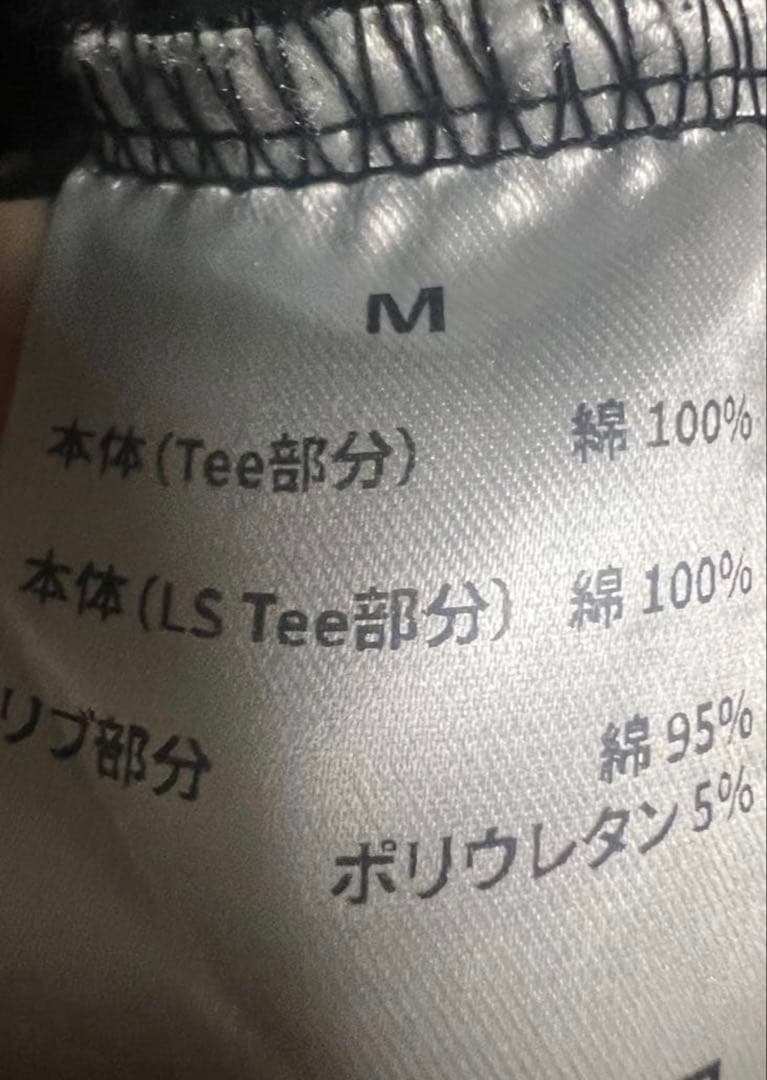 M
本体(Tee部分) 綿 100%
本体(LS Tee部分) 綿 100%
リブ部分 綿 95%
ポリウレタン 5%